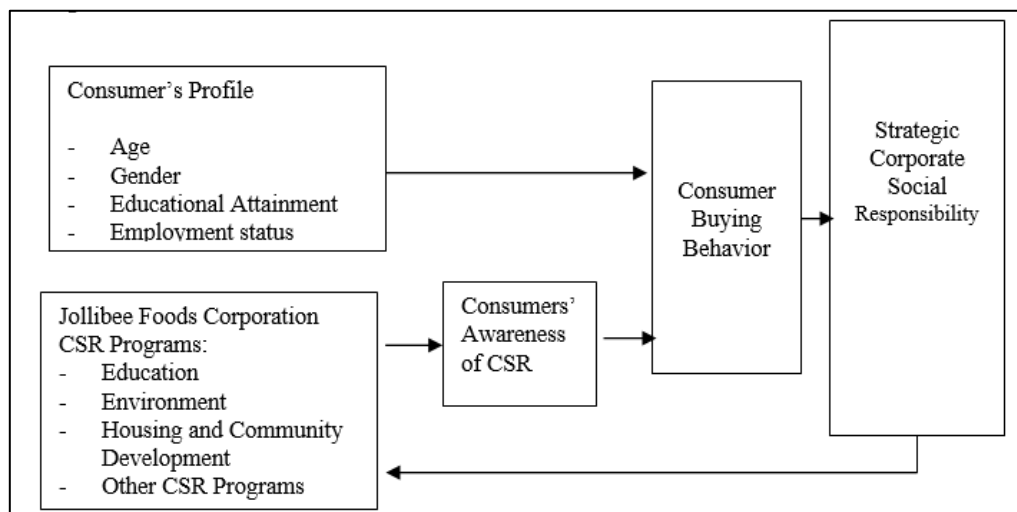 Consumer's Profile
- Age
- Gender
- Educational Attainment
- Employment status
Jollibee Foods Corporation
CSR Programs:
- Education
- Environment
- Housing and Community
Development
- Other CSR Programs
Consumers'
Awareness
of CSR
Consumer
Buying
Behavior
Strategic
Corporate
Social
Responsibility